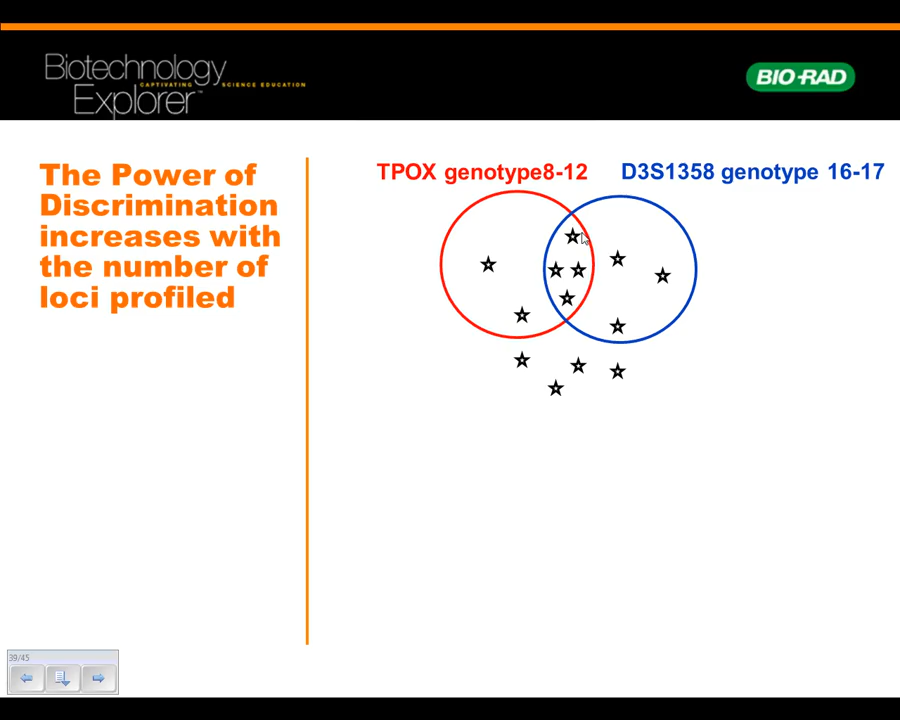 Biotechnology
CAPTIVATING SCIENCE EDUCATION
Explorer™
BIO-RAD
The Power of
Discrimination
increases with
the number of
loci profiled
TPOX genotype8-12
D3S1358 genotype 16-17
39/45